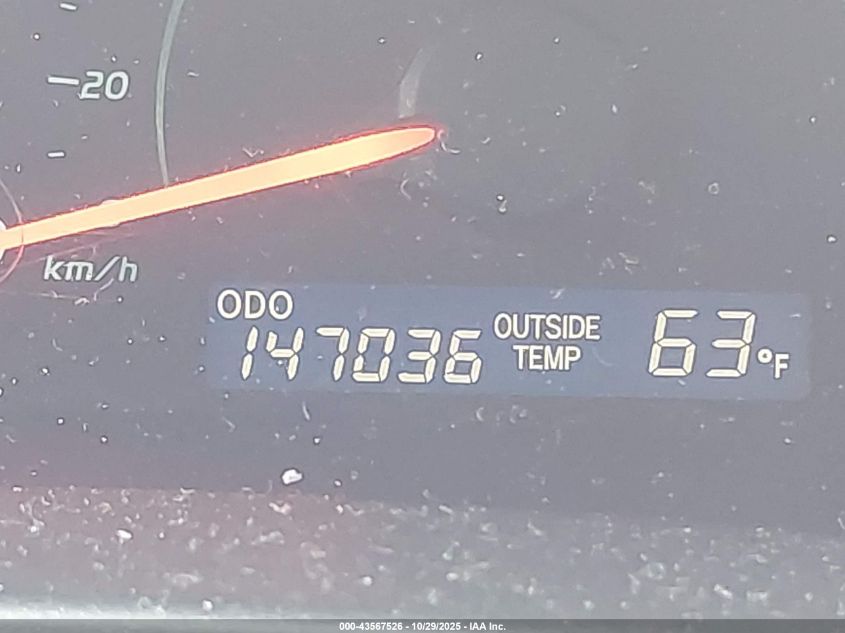 20
km/h
ODO
147036
OUTSIDE
TEMP
63°F
000-43567526 - 10/29/2025 - IAA Inc.